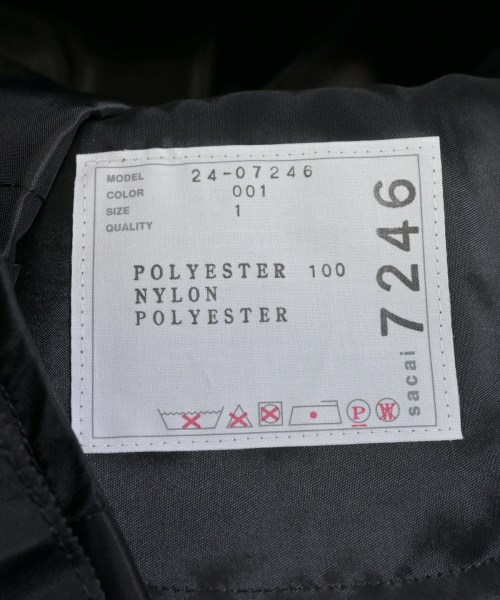 MODEL 24-07246
COLOR 001
SIZE 1
QUALITY
POLYESTER 100
NYLON
POLYESTER
P W
sacai 7246